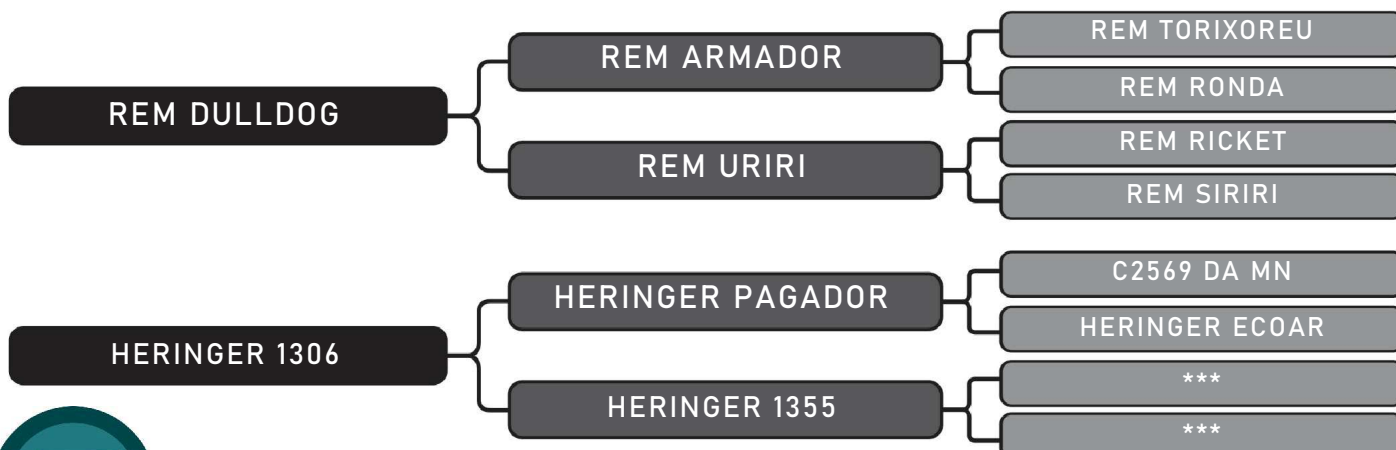 REM DULLDOG
REM ARMADOR
REM URIRI
REM TORIXOREU
REM RONDA
REM RICKET
REM SIRIRI
HERINGER 1306
HERINGER PAGADOR
HERINGER 1355
C2569 DA MN
HERINGER ECOAR
***
***